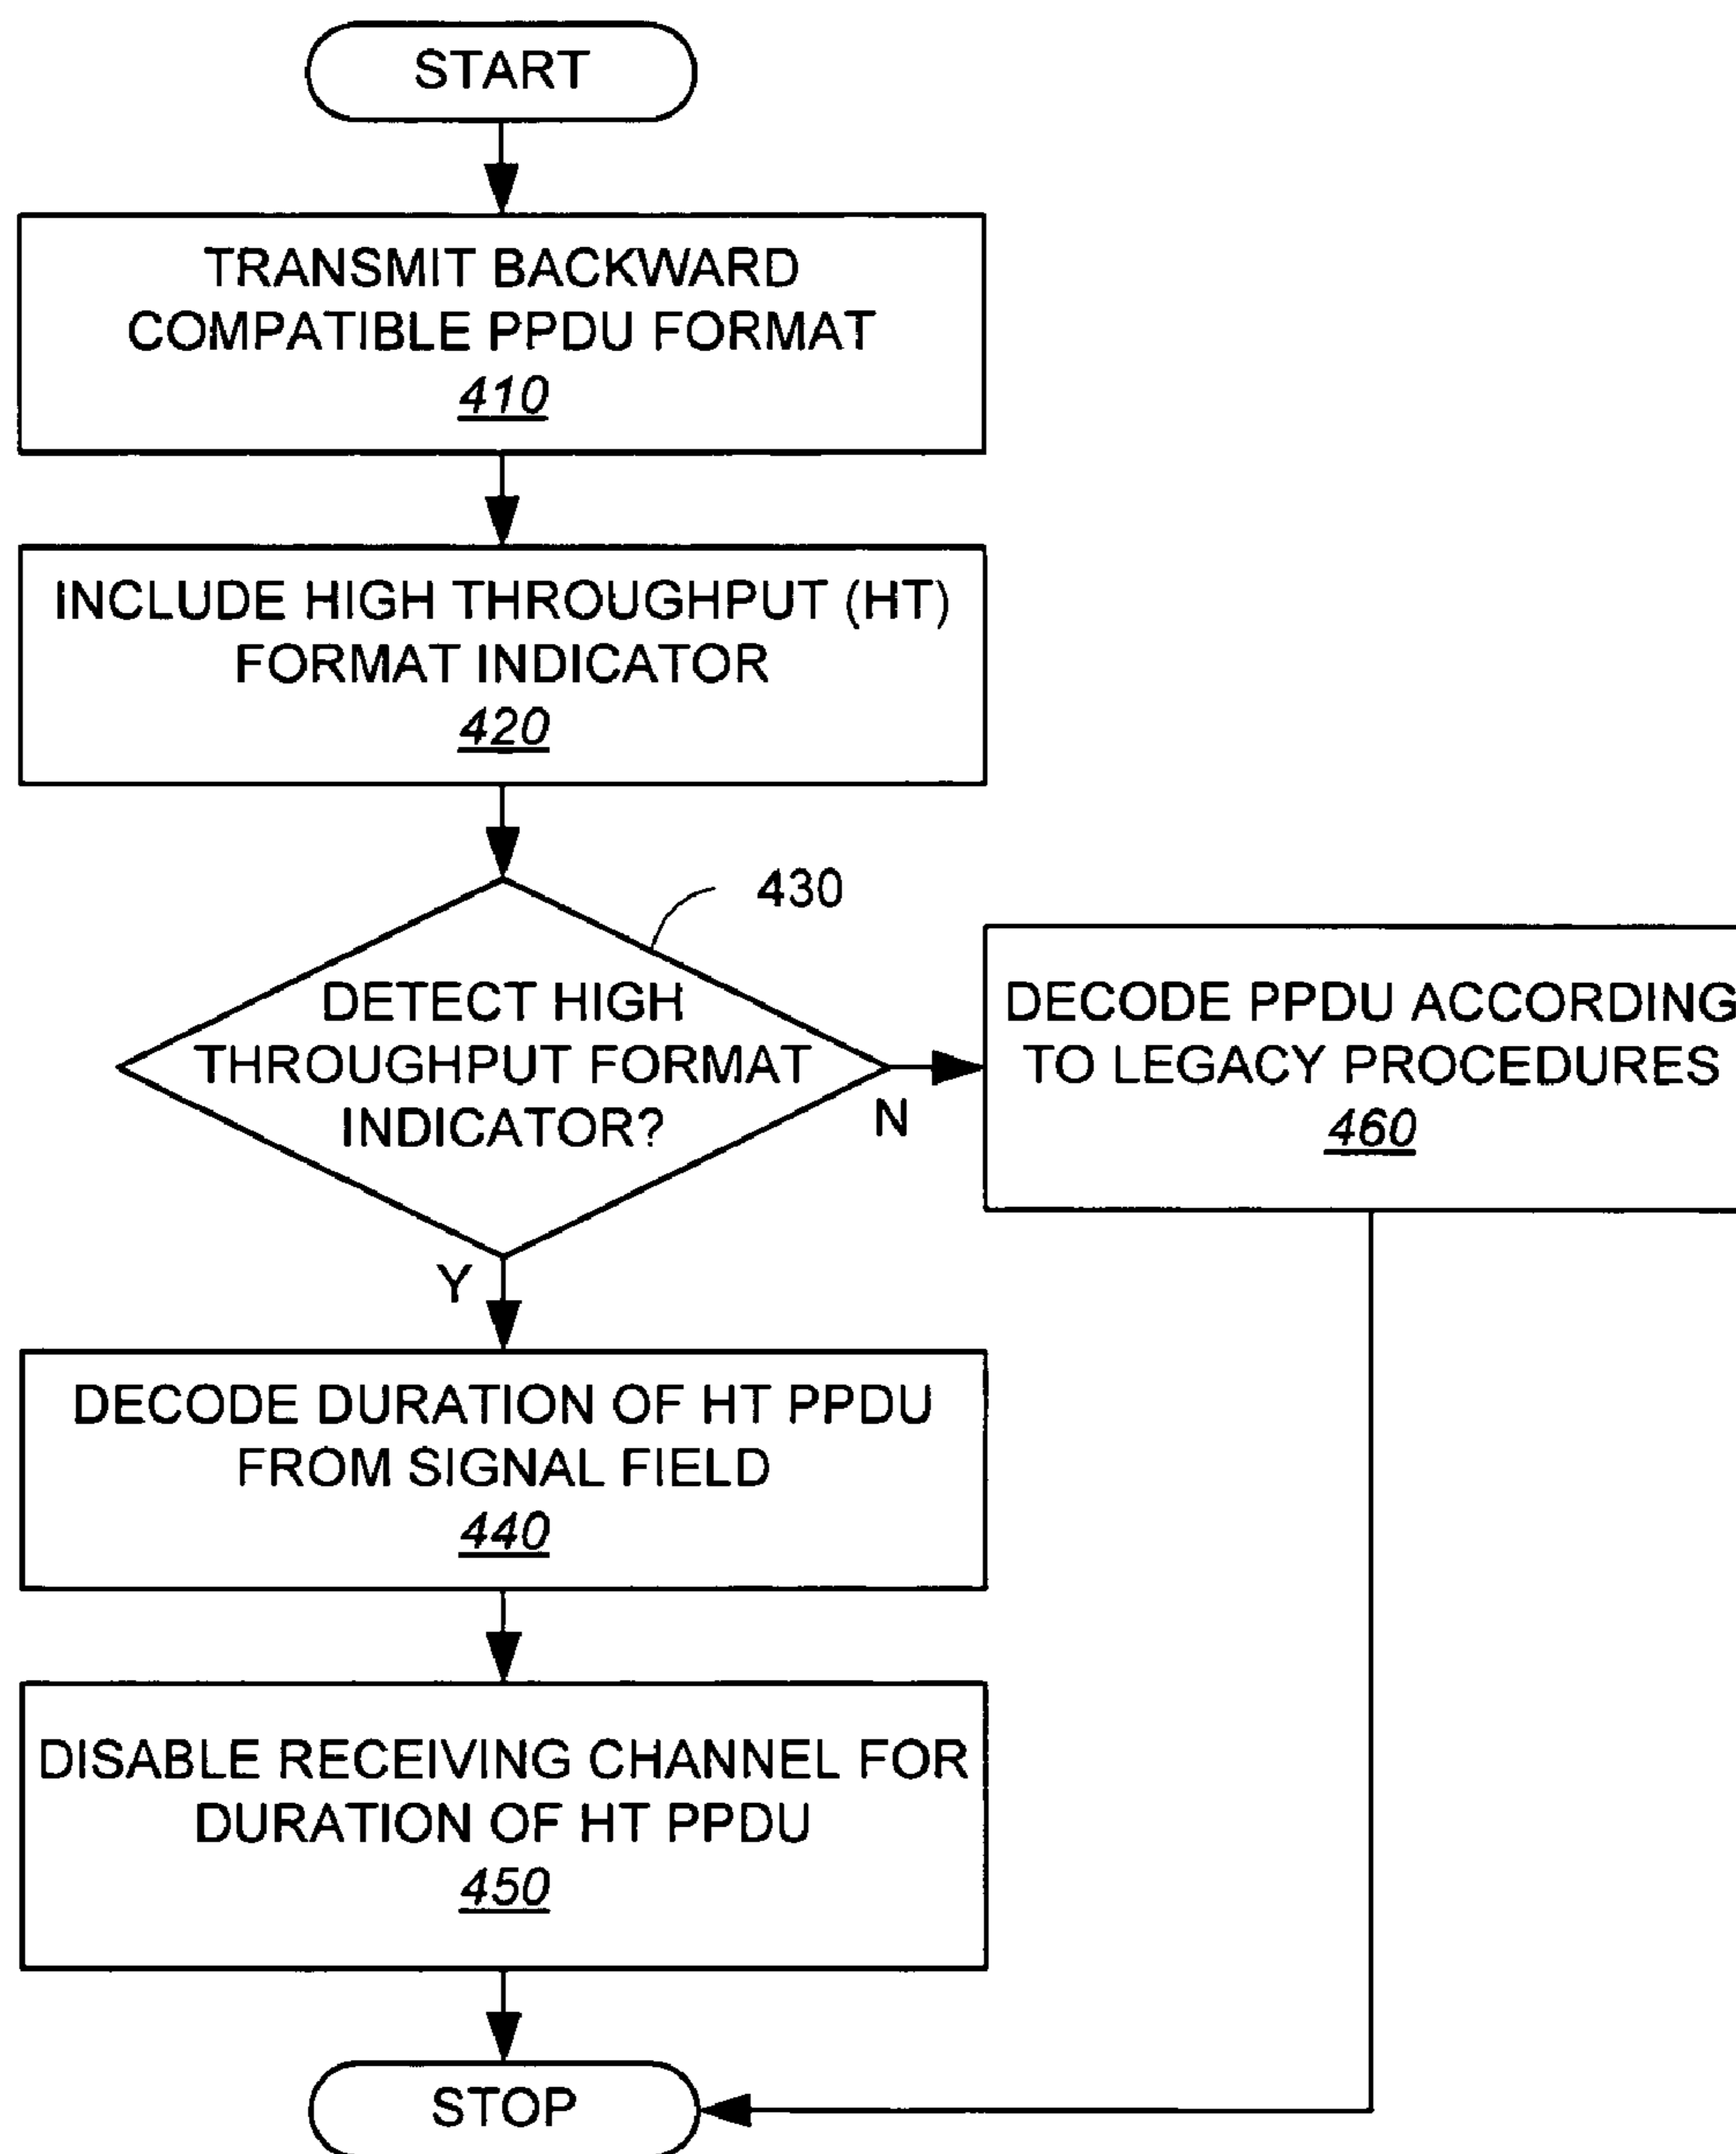 START
TRANSMIT BACKWARD
COMPATIBLE PPDU FORMAT
410
INCLUDE HIGH THROUGHPUT (HT)
FORMAT INDICATOR
420
430
DETECT HIGH
THROUGHPUT FORMAT
INDICATOR?
N
DECODE PPDU ACCORDING
TO LEGACY PROCEDURES
460
Y
DECODE DURATION OF HT PPDU
FROM SIGNAL FIELD
440
DISABLE RECEIVING CHANNEL FOR
DURATION OF HT PPDU
450
STOP